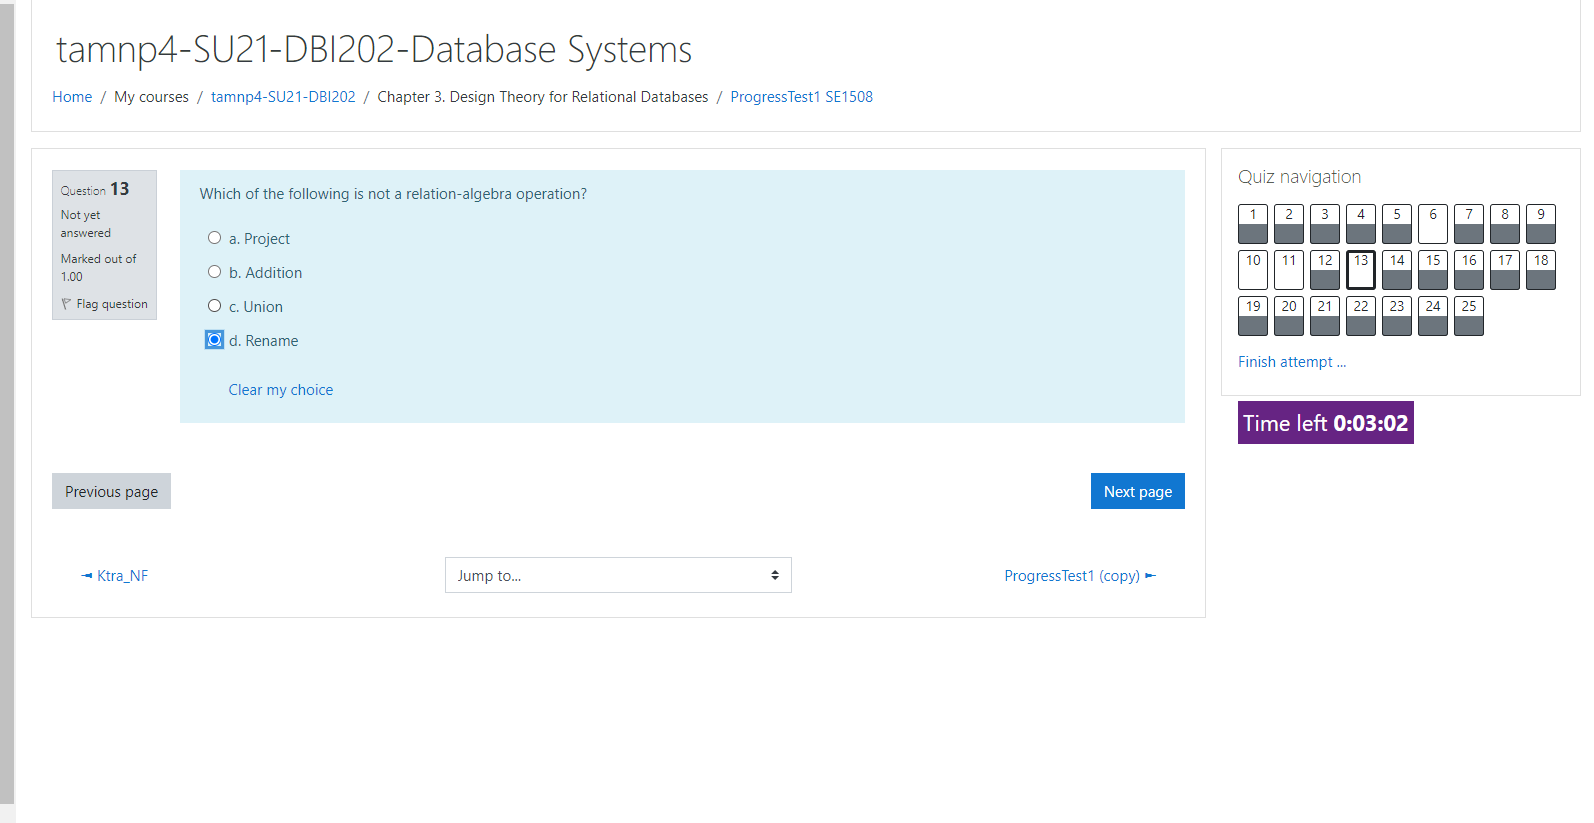 tamnp4-SU21-DBI202-Database Systems
Home / My courses / tamnp4-SU21-DBI202 / Chapter 3. Design Theory for Relational Databases / ProgressTest1 SE1508
Question 13
Not yet
answered
Marked out of
1.00
Flag question
Which of the following is not a relation-algebra operation?
a. Project
b. Addition
c. Union
d. Rename
Clear my choice
Previous page
Next page
◄ Ktra_NF
Jump to...
ProgressTest1 (copy) ►
Quiz navigation
1 2 3 4 5 6 7 8 9
10 11 12 13 14 15 16 17 18
19 20 21 22 23 24 25
Finish attempt ...
Time left 0:03:02